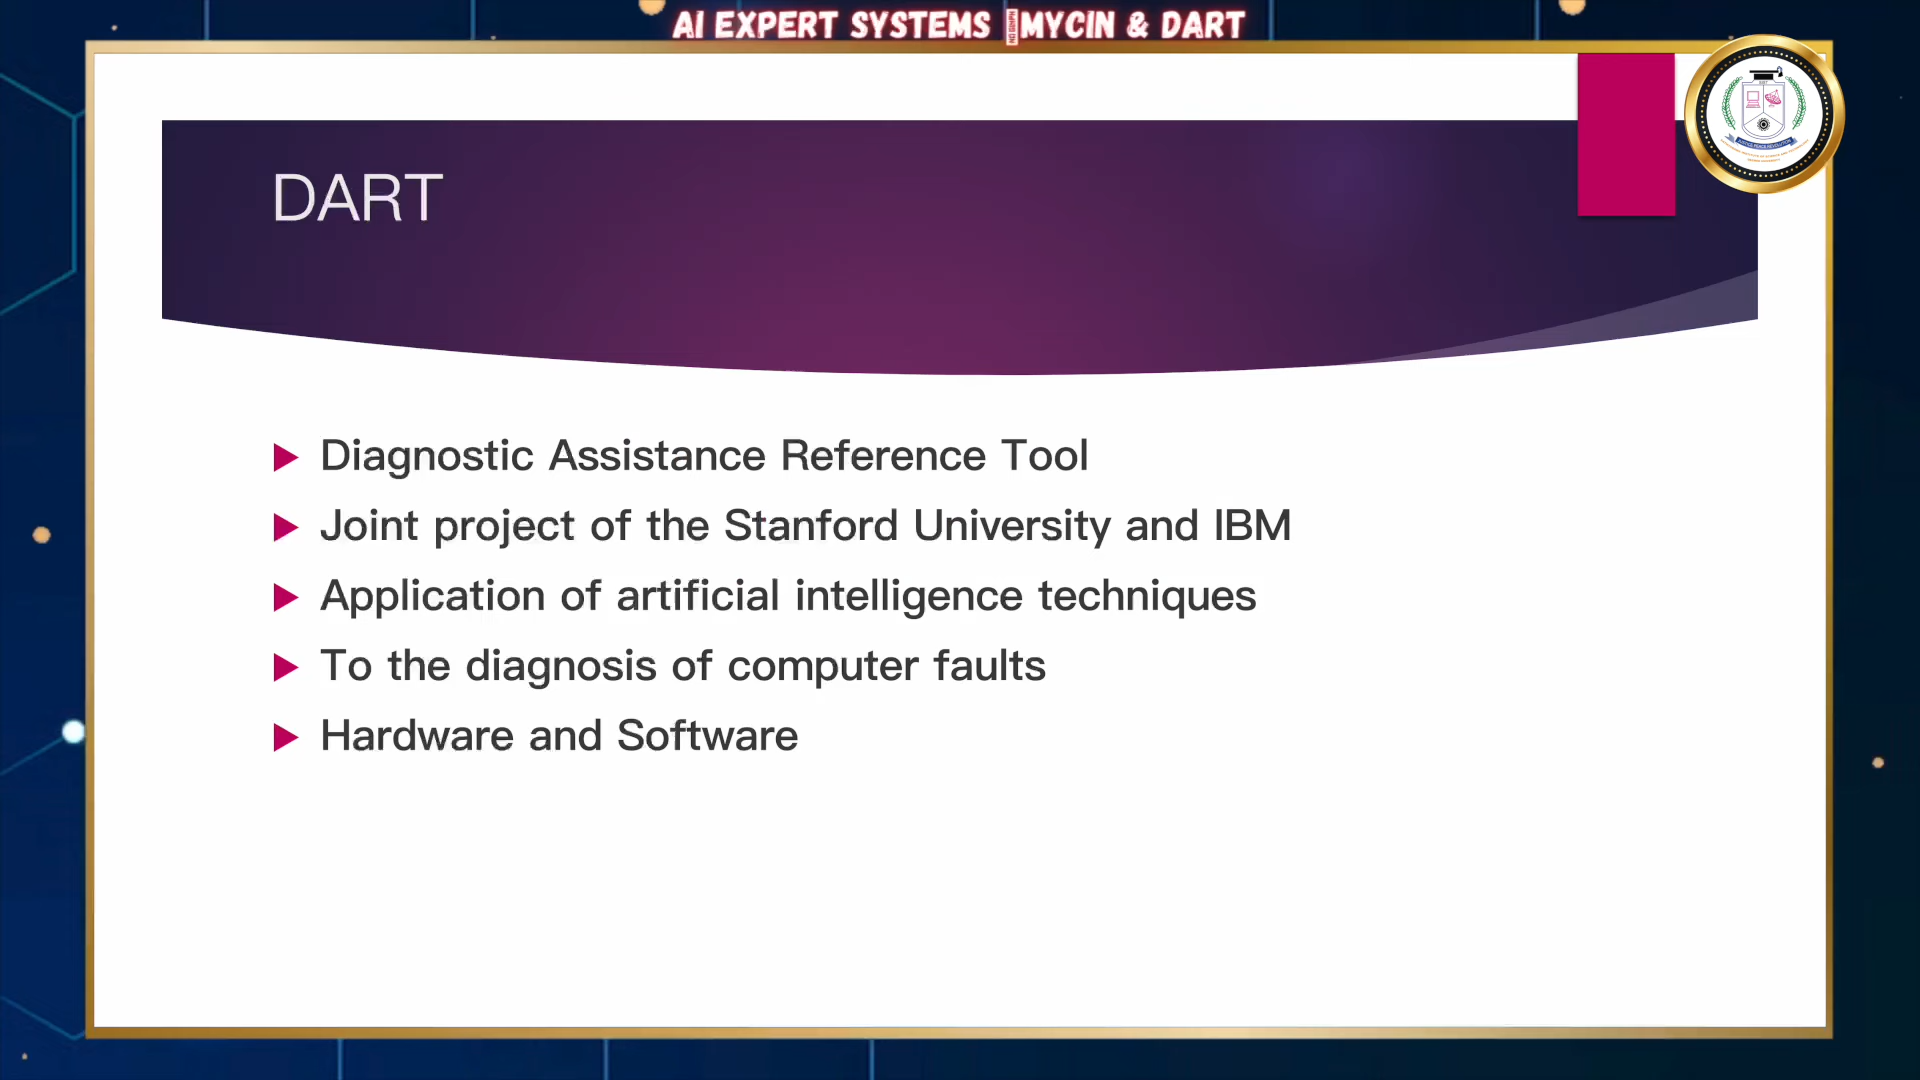 AI EXPERT SYSTEMS MYCIN & DART
DART
Diagnostic Assistance Reference Tool
Joint project of the Stanford University and IBM
Application of artificial intelligence techniques
To the diagnosis of computer faults
Hardware and Software